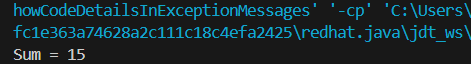 howCodeDetailsInExceptionMessages' '-cp' 'C:\Users\
fc1e363a74628a2c111c18c4efa2425\redhat.java\jdt_ws\
Sum = 15